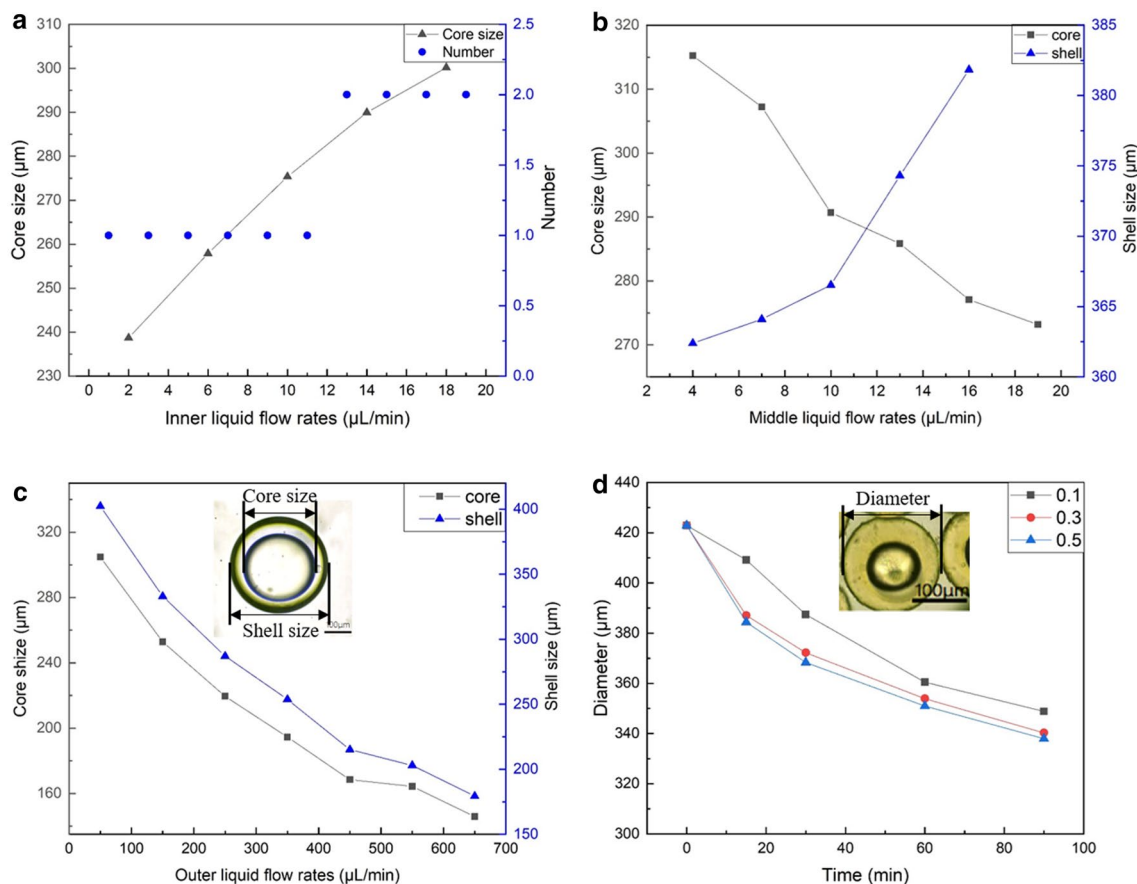 a
310
300
290
280
270
260
250
240
230
Core size (µm)
0 2 4 6 8 10 12 14 16 18 20
Inner liquid flow rates (µL/min)
2.5
2.0
1.5
1.0
0.5
0.0
Number
Core size
Number
b
320
310
300
290
280
270
Core size (µm)
2 4 6 8 10 12 14 16 18 20
Middle liquid flow rates (µL/min)
385
380
375
370
365
360
Shell size (µm)
core
shell
c
320
280
240
200
160
Core shize (µm)
0 100 200 300 400 500 600 700
Outer liquid flow rates (µL/min)
400
350
300
250
200
150
Shell size (µm)
core
shell
Core size
Shell size
100µm
d
440
420
400
380
360
340
320
300
Diameter (µm)
0 20 40 60 80 100
Time (min)
0.1
0.3
0.5
Diameter
100µm